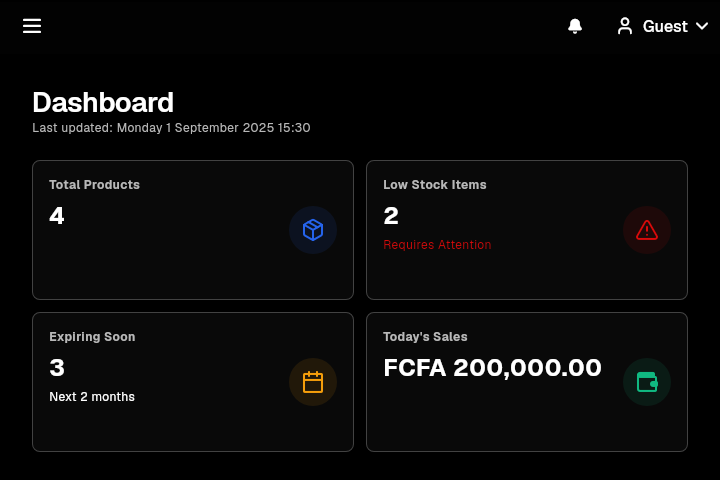 Guest
Dashboard
Last updated: Monday 1 September 2025 15:30
Total Products
4
Low Stock Items
2
Requires Attention
Expiring Soon
3
Next 2 months
Today's Sales
FCFA 200,000.00